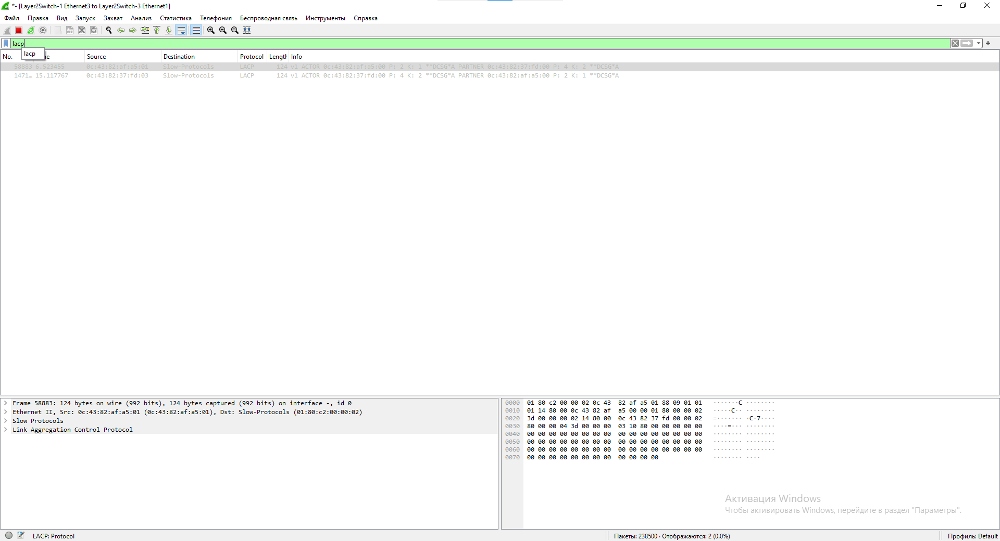 *- [Layer2Switch-1 Ethernet3 to Layer2Switch-3 Ethernet1]
Файл Правка Вид Запуск Захват Анализ Статистика Телефония Беспроводная связь Инструменты Справка
lacp
lacp
No. Source Destination Protocol Length Info
58883 6.523455 0c:43:82:af:a5:01 Slow-Protocols LACP 124 v1 ACTOR 0c:43:82:af:a5:00 P: 2 K: 1 **DCSG*A PARTNER 0c:43:82:37:fd:00 P: 4 K: 2 **DCSG*A
1471… 15.117767 0c:43:82:37:fd:03 Slow-Protocols LACP 124 v1 ACTOR 0c:43:82:37:fd:00 P: 4 K: 2 **DCSG*A PARTNER 0c:43:82:af:a5:00 P: 2 K: 1 **DCSG*A
Frame 58883: 124 bytes on wire (992 bits), 124 bytes captured (992 bits) on interface -, id 0
Ethernet II, Src: 0c:43:82:af:a5:01 (0c:43:82:af:a5:01), Dst: Slow-Protocols (01:80:c2:00:00:02)
Slow Protocols
Link Aggregation Control Protocol
0000 01 80 c2 00 00 02 0c 43 82 af a5 01 88 09 01 01 ·······C ········
0010 01 14 80 00 0c 43 82 af a5 00 00 01 80 00 00 02 ·····C·· ········
0020 3d 00 00 00 02 14 80 00 0c 43 82 37 fd 00 00 02 =······· ·C·7····
0030 80 00 00 04 3d 00 00 00 03 10 80 00 00 00 00 00 ····=··· ········
0040 00 00 00 00 00 00 00 00 00 00 00 00 00 00 00 00 ········ ········
0050 00 00 00 00 00 00 00 00 00 00 00 00 00 00 00 00 ········ ········
0060 00 00 00 00 00 00 00 00 00 00 00 00 00 00 00 00 ········ ········
0070 00 00 00 00 00 00 00 00 00 00 00 00 ········ ····
Активация Windows
Чтобы активировать Windows, перейдите в раздел "Параметры".
LACP: Protocol
Пакеты: 238500 · Отображаются: 2 (0.0%)
Профиль: Default